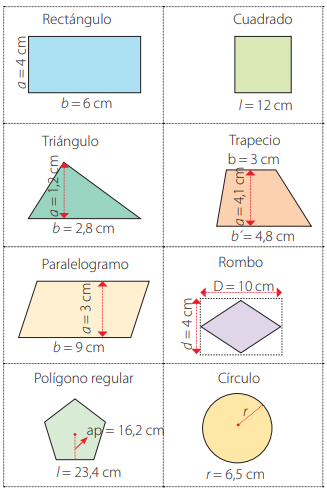 Rectángulo
a = 4 cm
b = 6 cm
Cuadrado
l = 12 cm
Triángulo
a = 1,2 cm
b = 2,8 cm
Trapecio
b = 3 cm
a = 4,1 cm
b´= 4,8 cm
Paralelogramo
a = 3 cm
b = 9 cm
Rombo
D = 10 cm
d = 4 cm
Polígono regular
ap = 16,2 cm
l = 23,4 cm
Círculo
r
r = 6,5 cm